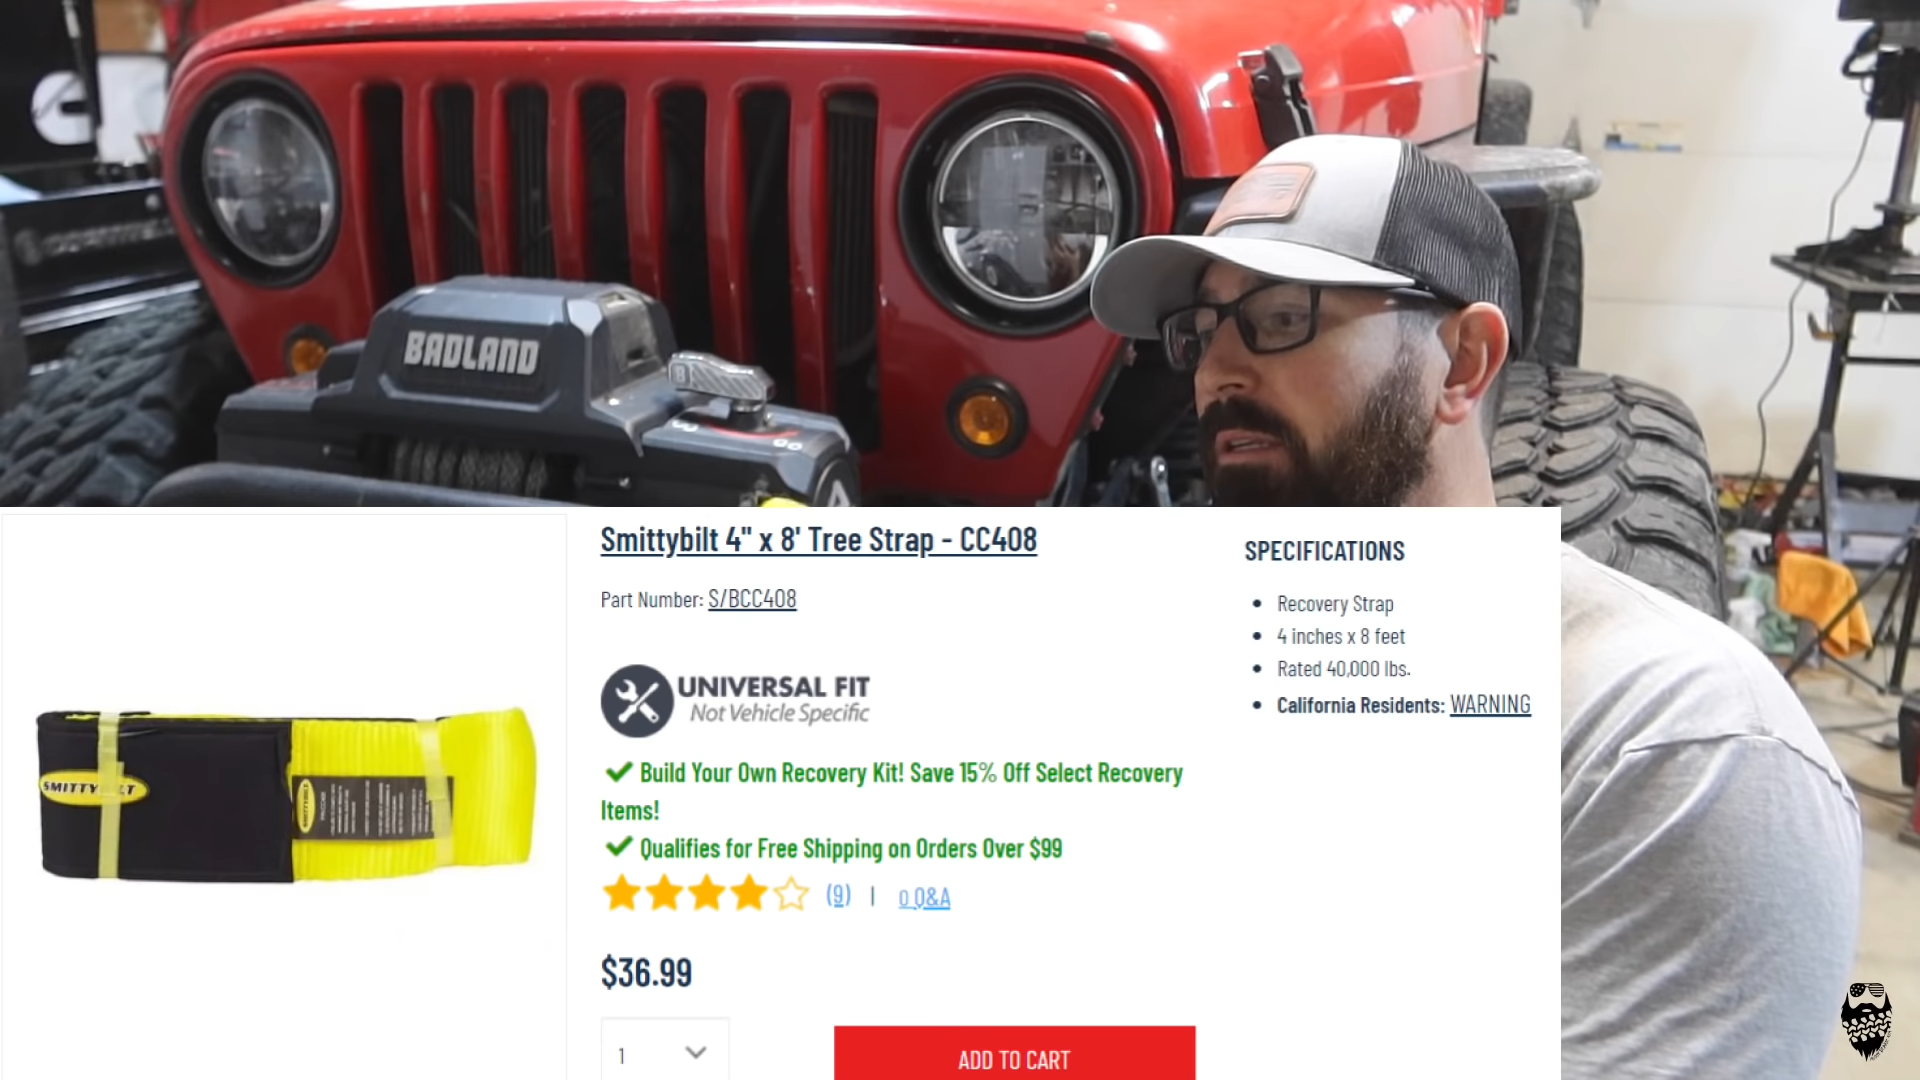 BADLAND
GO
Smittybilt 4" x 8' Tree Strap - CC408
Part Number: S/BCC408
UNIVERSAL FIT
Not Vehicle Specific
Build Your Own Recovery Kit! Save 15% Off Select Recovery
Items!
Qualifies for Free Shipping on Orders Over $99
(9) | 0 Q&A
$36.99
1
ADD TO CART
SPECIFICATIONS
Recovery Strap
4 inches x 8 feet
Rated 40,000 lbs.
California Residents: WARNING
SMITTYBILT